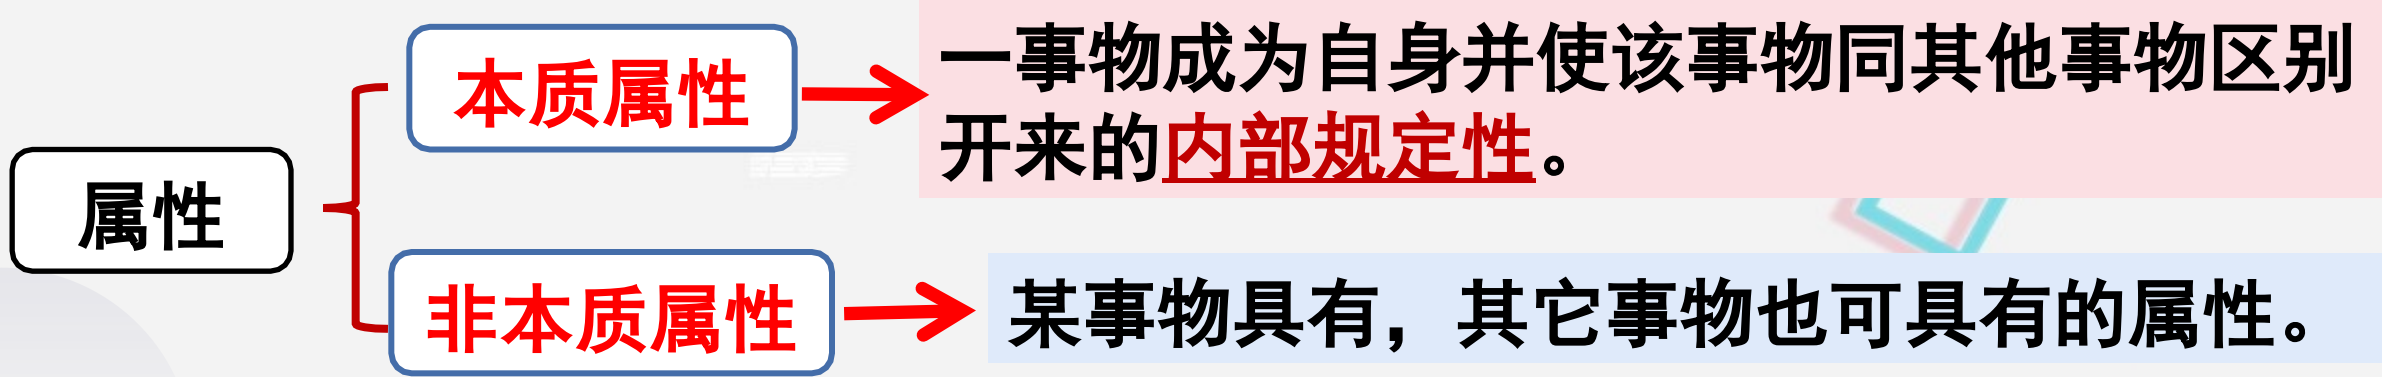 属性
本质属性
一事物成为自身并使该事物同其他事物区别
开来的内部规定性。
非本质属性
某事物具有，其它事物也可具有的属性。